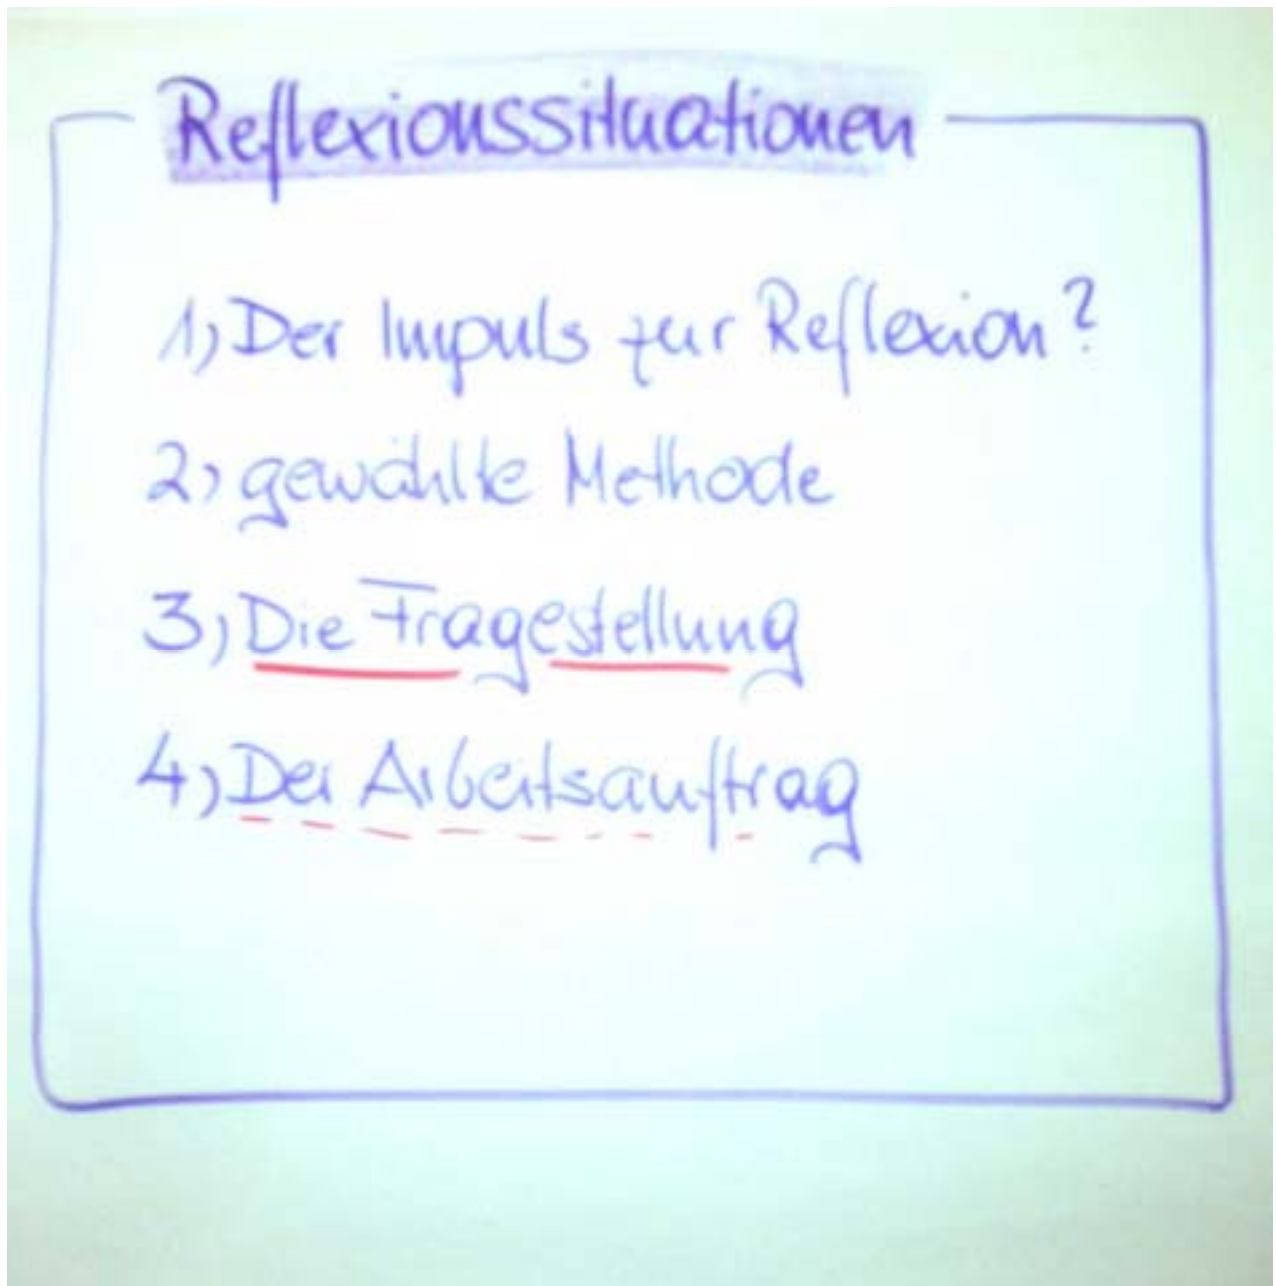 Reflexionssituationen
1) Der Impuls zur Reflexion?
2) gewählte Methode
3) Die Fragestellung
4) Der Arbeitsauftrag